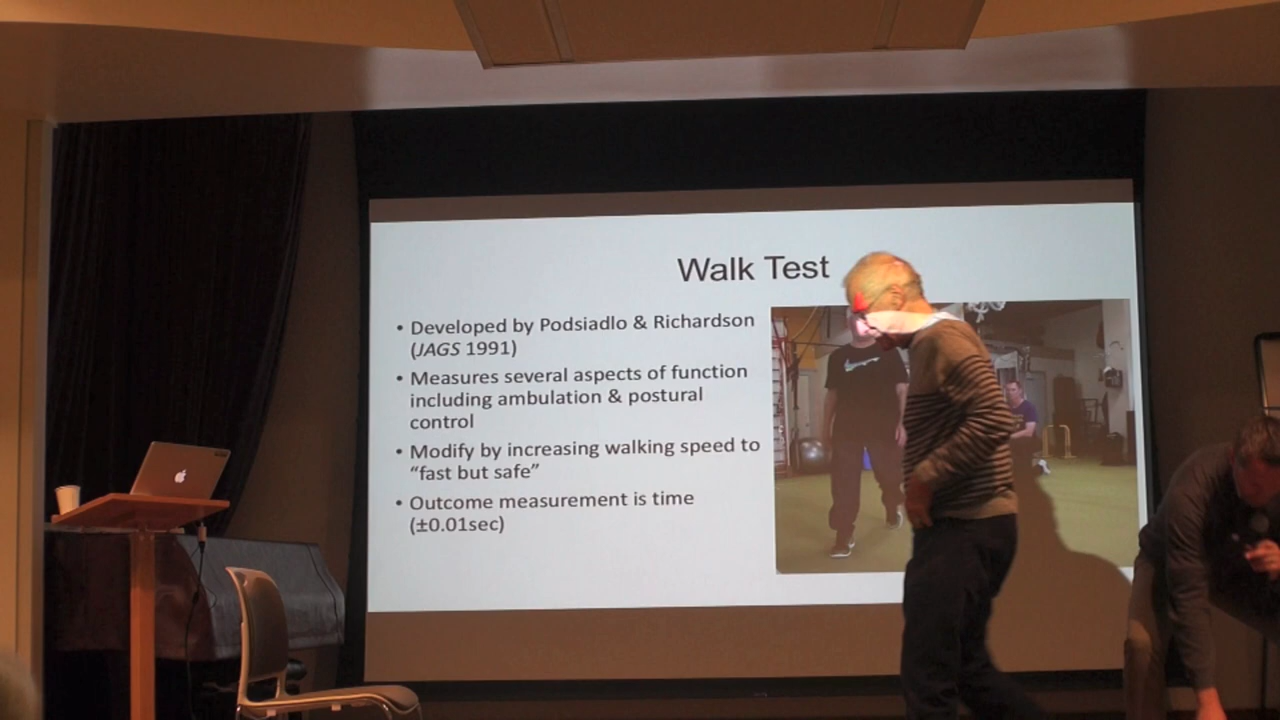 Walk Test
• Developed by Podsiadlo & Richardson
(JAGS 1991)
• Measures several aspects of function
including ambulation & postural
control
• Modify by increasing walking speed to
“fast but safe”
• Outcome measurement is time
(±0.01sec)